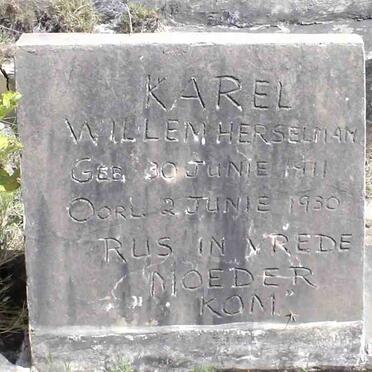 KAREL
WILLEM HERSELMAN
GEB 30 JUNIE 1911
OORL 2 JUNIE 1930
RUS IN VREDE
MOEDER
KOM